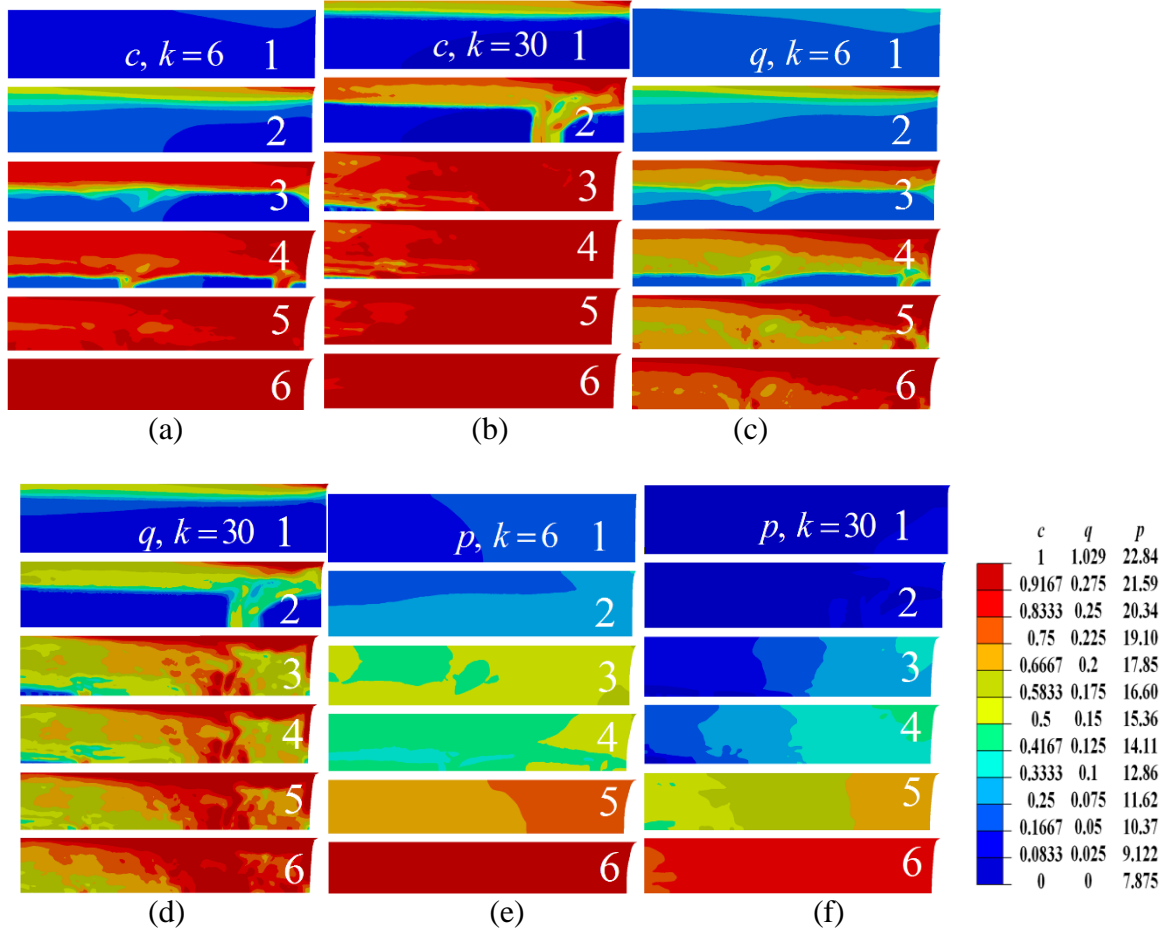 c, k=6 1
2
3
4
5
6
(a)
c, k=30 1
2
3
4
5
6
(b)
q, k=6 1
2
3
4
5
6
(c)
q, k=30 1
2
3
4
5
6
(d)
p, k=6 1
2
3
4
5
6
(e)
p, k=30 1
2
3
4
5
6
(f)
c q p
1 1.029 22.84
0.9167 0.275 21.59
0.8333 0.25 20.34
0.75 0.225 19.10
0.6667 0.2 17.85
0.5833 0.175 16.60
0.5 0.15 15.36
0.4167 0.125 14.11
0.3333 0.1 12.86
0.25 0.075 11.62
0.1667 0.05 10.37
0.0833 0.025 9.122
0 0 7.875